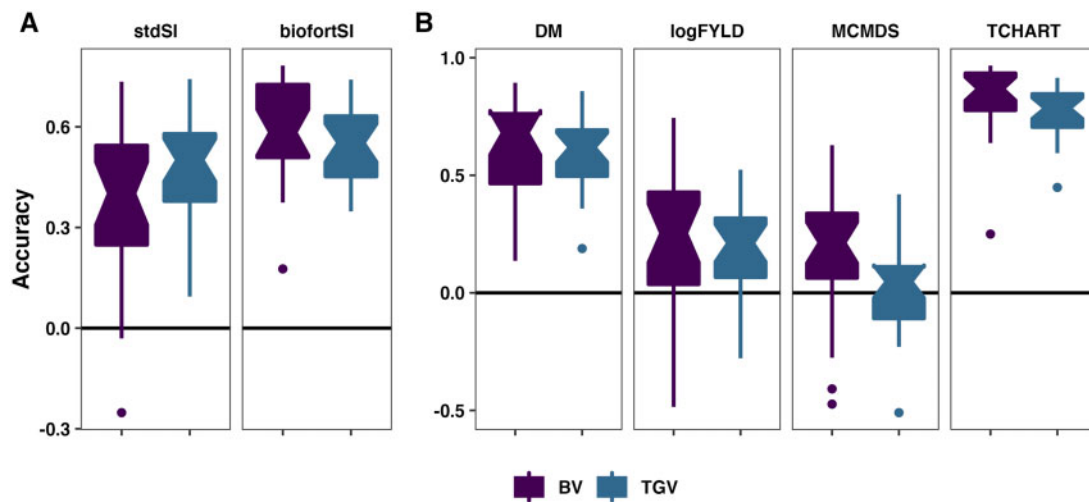 A
stdSI
biofortSI
Accuracy
0.6
0.3
0.0
-0.3
B
DM
logFYLD
MCMDS
TCHART
1.0
0.5
0.0
-0.5
BV
TGV